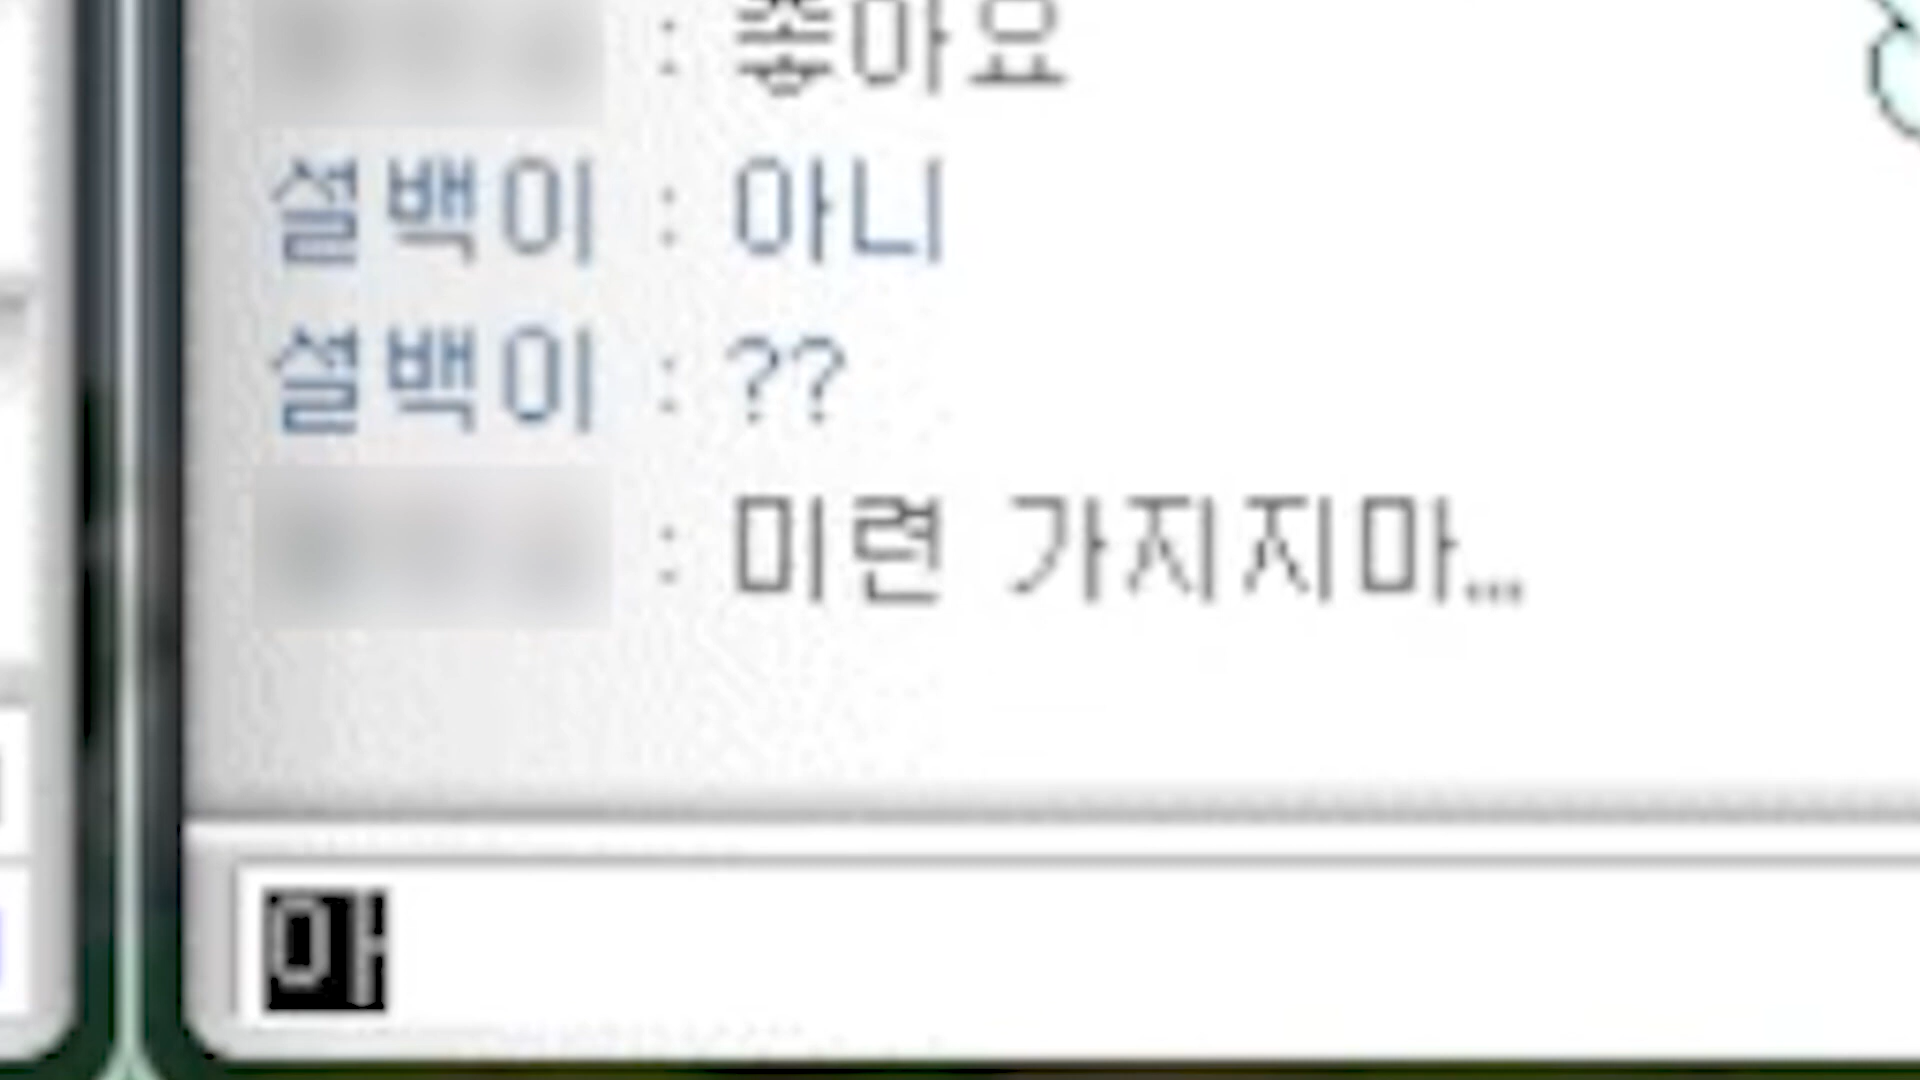 : 좋아요
설백이 : 아니
설백이 : ??
: 미련 가지지마...
아